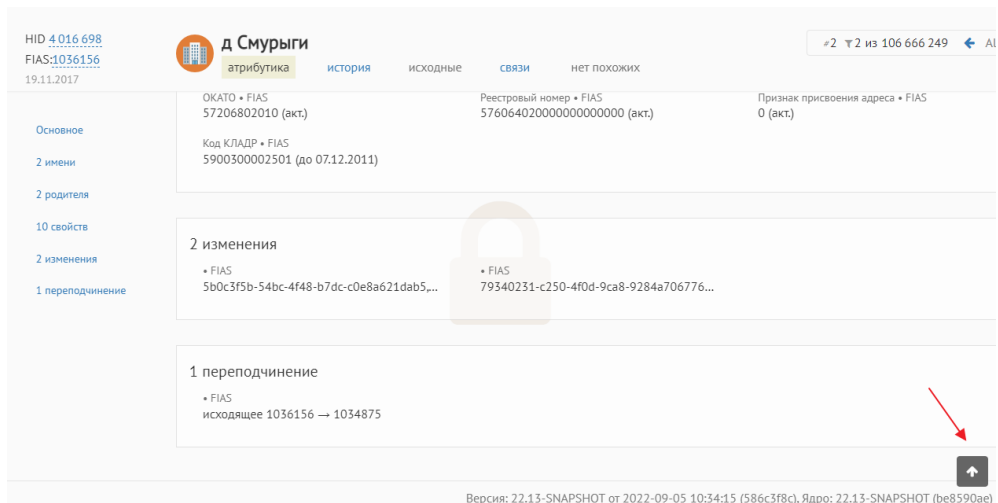 HID 4 016 698
FIAS:1036156
19.11.2017
д Смурыги
≠2 2 из 106 666 249
атрибутика история исходные связи нет похожих
Основное
2 имени
2 родителя
10 свойств
2 изменения
1 переподчинение
ОКАТО • FIAS
57206802010 (акт.)
Реестровый номер • FIAS
576064020000000000000 (акт.)
Признак присвоения адреса • FIAS
0 (акт.)
Код КЛАДР • FIAS
5900300002501 (до 07.12.2011)
2 изменения
• FIAS
5b0c3f5b-54bc-4f48-b7dc-c0e8a621dab5,...
• FIAS
79340231-c250-4f0d-9ca8-9284a706776...
1 переподчинение
• FIAS
исходящее 1036156 → 1034875
Версия: 22.13-SNAPSHOT от 2022-09-05 10:34:15 (586c3f8c), Ядро: 22.13-SNAPSHOT (be8590ae)